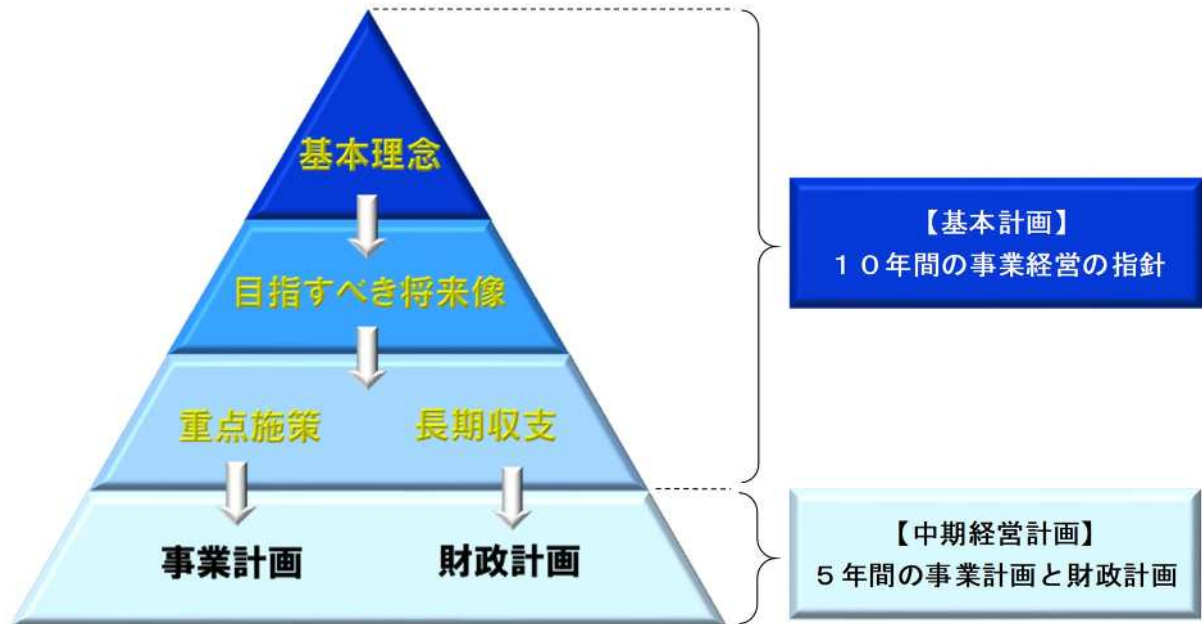 基本理念
目指すべき将来像
重点施策
長期収支
事業計画
財政計画
【基本計画】
１０年間の事業経営の指針
【中期経営計画】
５年間の事業計画と財政計画